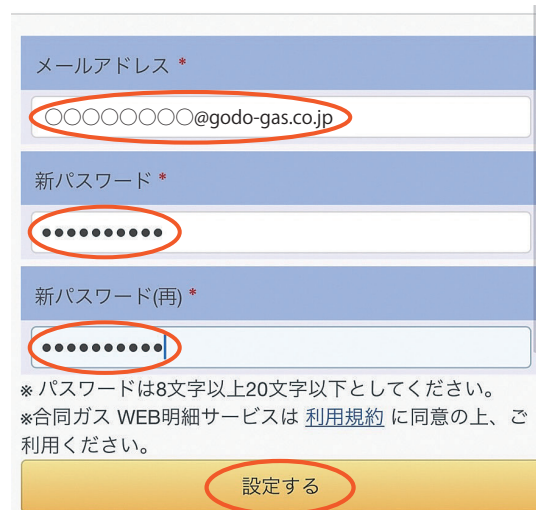 メールアドレス *
○○○○○○○○@godo-gas.co.jp
新パスワード *
●●●●●●●●●●
新パスワード(再) *
●●●●●●●●●●
※ パスワードは8文字以上20文字以下としてください。
※合同ガス WEB明細サービスは 利用規約 に同意の上、ご
利用ください。
設定する